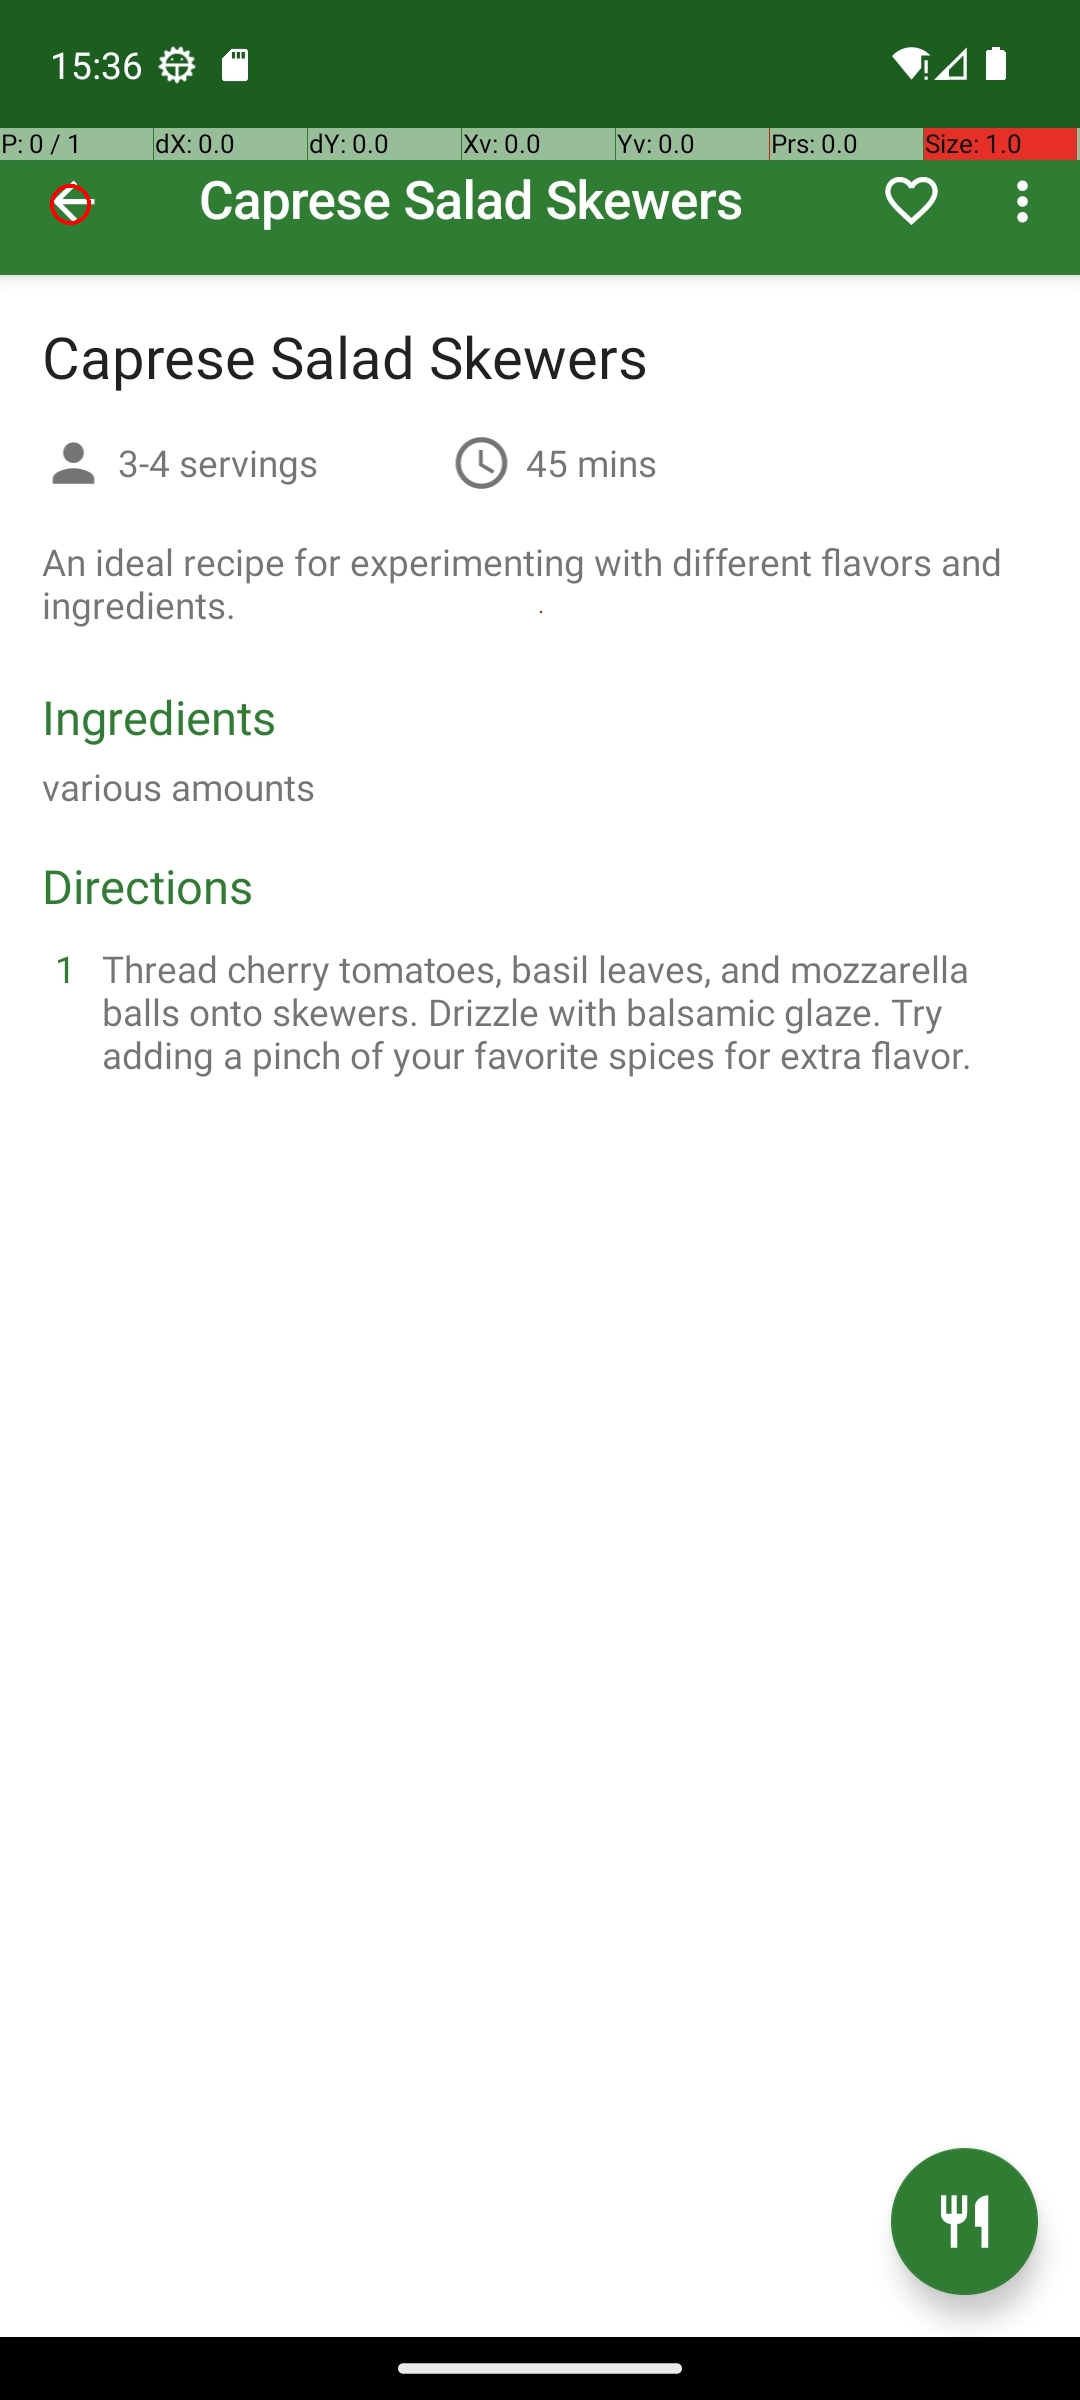 15:36
P: 0 / 1 dX: 0.0 dY: 0.0 Xv: 0.0 Yv: 0.0 Prs: 0.0 Size: 1.0
Caprese Salad Skewers
Caprese Salad Skewers
3-4 servings 45 mins
An ideal recipe for experimenting with different flavors and
ingredients.
Ingredients
various amounts
Directions
1 Thread cherry tomatoes, basil leaves, and mozzarella
balls onto skewers. Drizzle with balsamic glaze. Try
adding a pinch of your favorite spices for extra flavor.